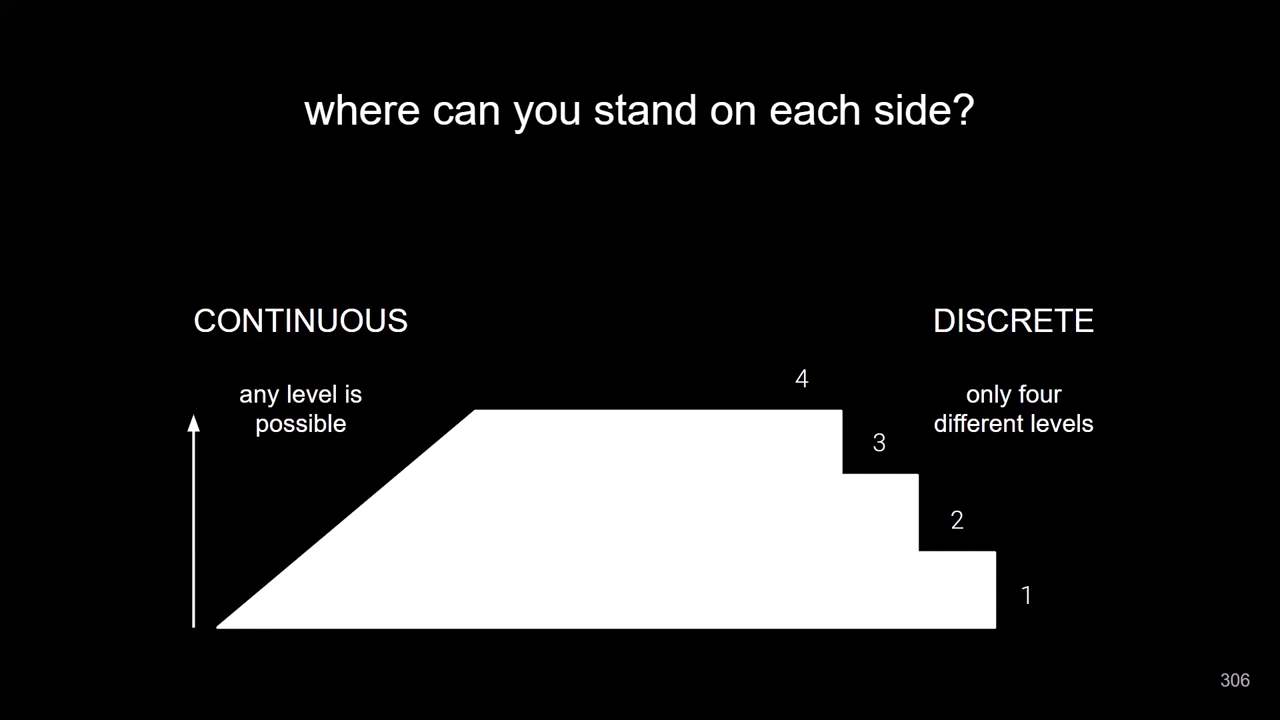 where can you stand on each side?
CONTINUOUS
any level is
possible
DISCRETE
only four
different levels
4
3
2
1
306